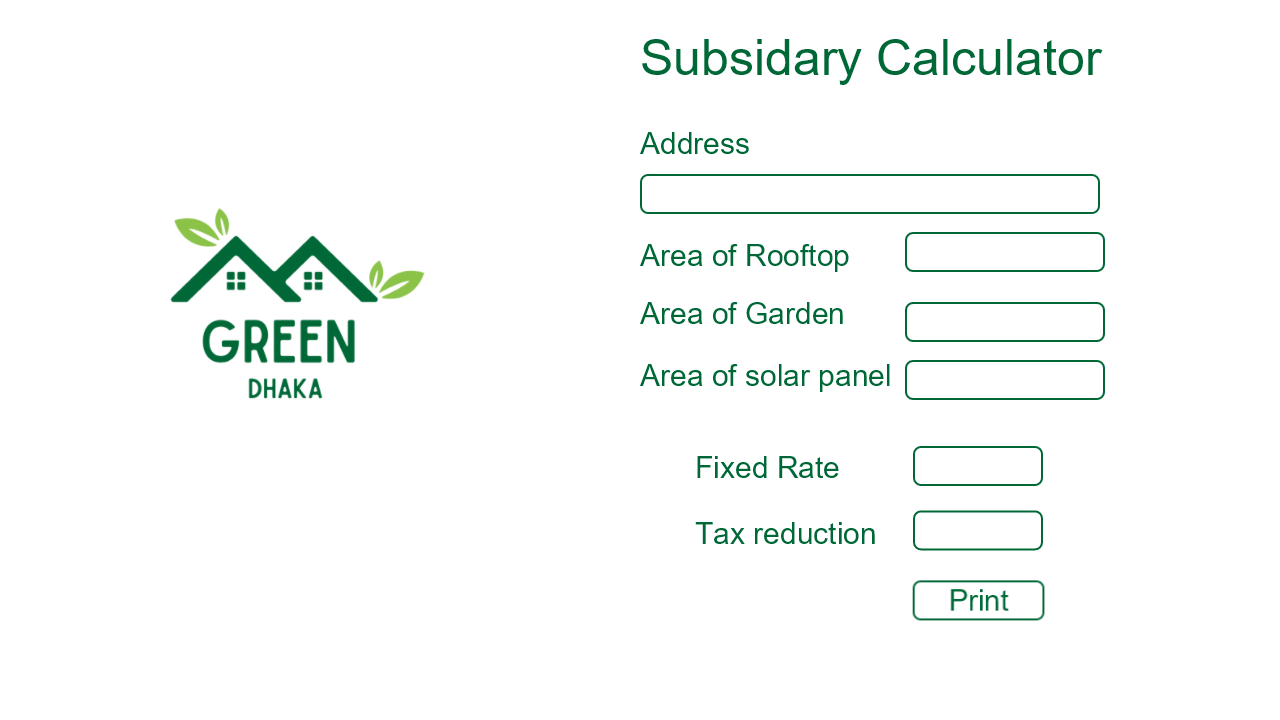 Subsidary Calculator
Address
GREEN
DHAKA
Area of Rooftop
Area of Garden
Area of solar panel
Fixed Rate
Tax reduction
Print